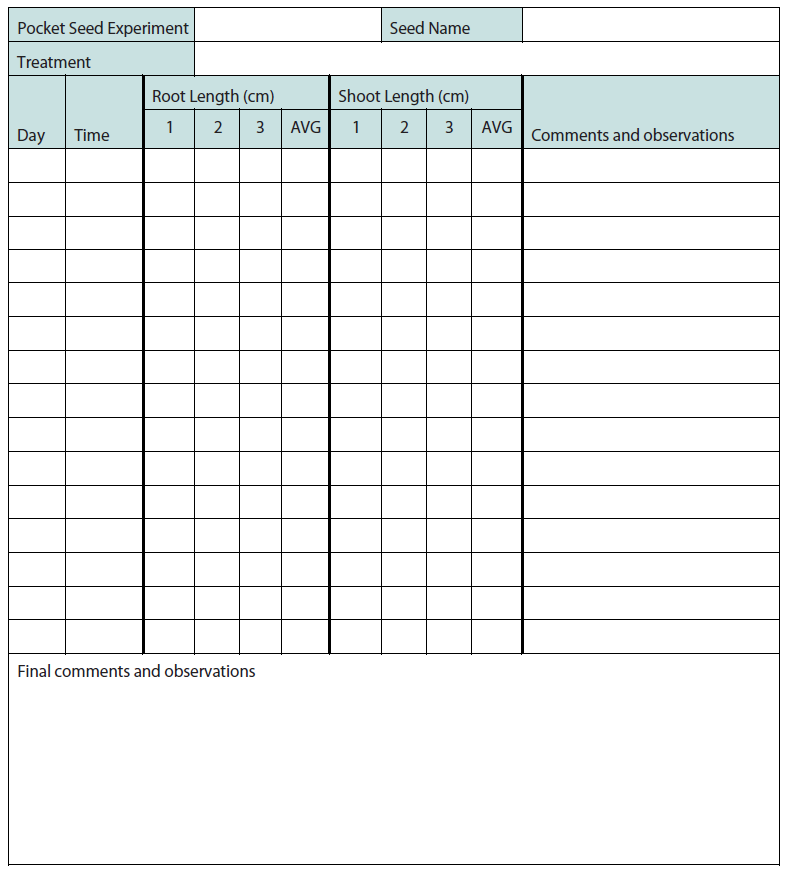 Pocket Seed Experiment Seed Name
Treatment
Root Length (cm) Shoot Length (cm)
Day Time 1 2 3 AVG 1 2 3 AVG Comments and observations
Final comments and observations